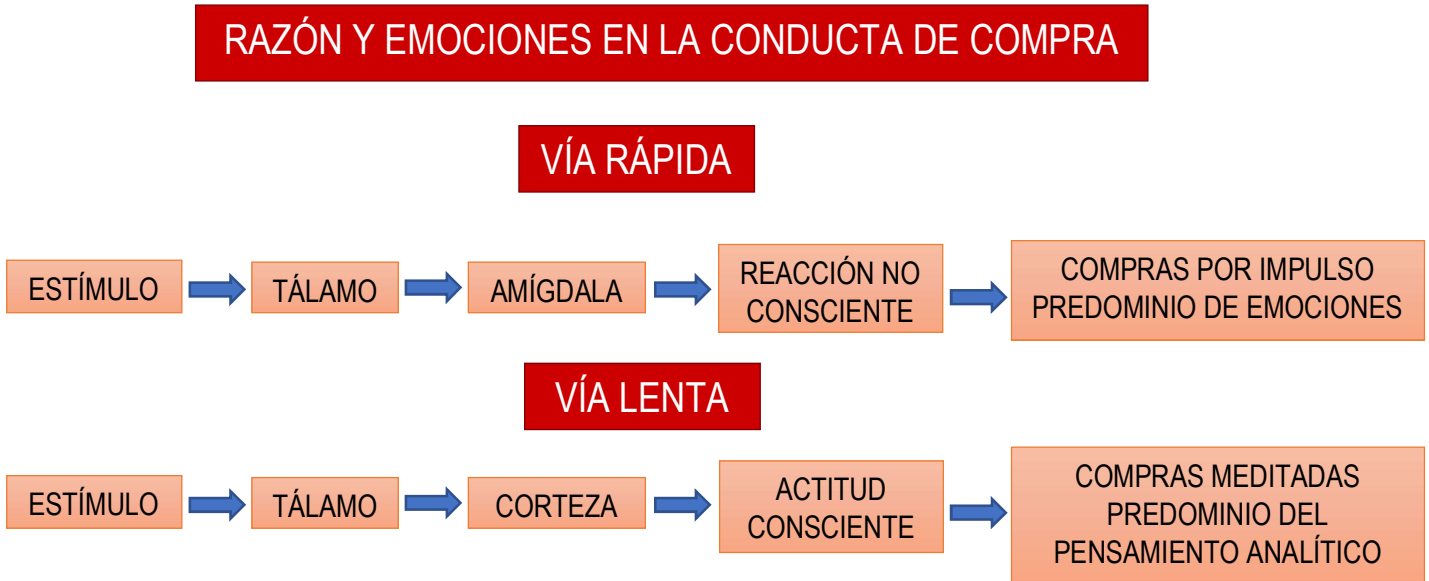 RAZÓN Y EMOCIONES EN LA CONDUCTA DE COMPRA
VÍA RÁPIDA
ESTÍMULO
TÁLAMO
AMÍGDALA
REACCIÓN NO
CONSCIENTE
COMPRAS POR IMPULSO
PREDOMINIO DE EMOCIONES
VÍA LENTA
ESTÍMULO
TÁLAMO
CORTEZA
ACTITUD
CONSCIENTE
COMPRAS MEDITADAS
PREDOMINIO DEL
PENSAMIENTO ANALÍTICO